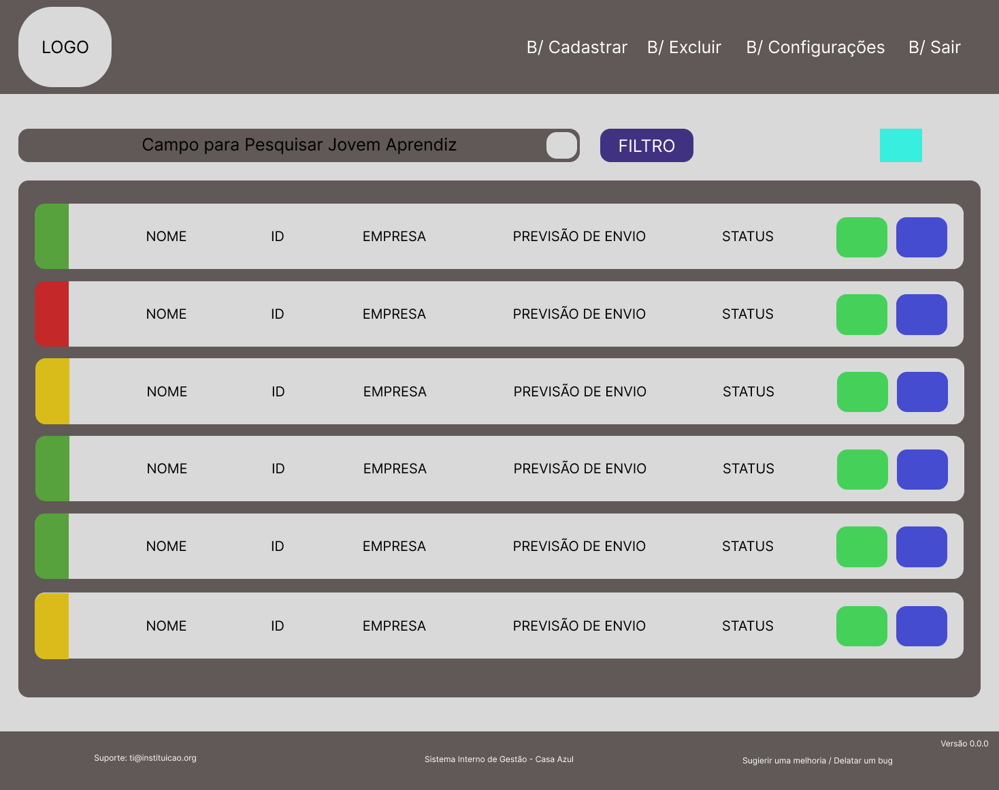 LOGO
B/ Cadastrar B/ Excluir B/ Configurações B/ Sair
Campo para Pesquisar Jovem Aprendiz
FILTRO
NOME ID EMPRESA PREVISÃO DE ENVIO STATUS
NOME ID EMPRESA PREVISÃO DE ENVIO STATUS
NOME ID EMPRESA PREVISÃO DE ENVIO STATUS
NOME ID EMPRESA PREVISÃO DE ENVIO STATUS
NOME ID EMPRESA PREVISÃO DE ENVIO STATUS
NOME ID EMPRESA PREVISÃO DE ENVIO STATUS
Versão 0.0.0
Suporte: ti@instituicao.org
Sistema Interno de Gestão - Casa Azul
Sugierir uma melhoria / Delatar um bug